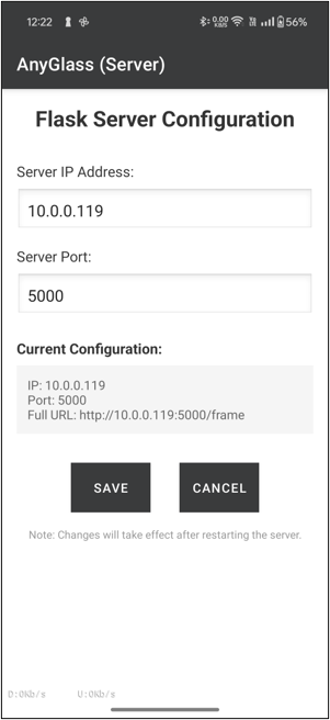 12:22 0.00 KB/S 56%
AnyGlass (Server)
Flask Server Configuration
Server IP Address:
10.0.0.119
Server Port:
5000
Current Configuration:
IP: 10.0.0.119
Port: 5000
Full URL: http://10.0.0.119:5000/frame
SAVE CANCEL
Note: Changes will take effect after restarting the server.
D:0Kb/s U:0Kb/s